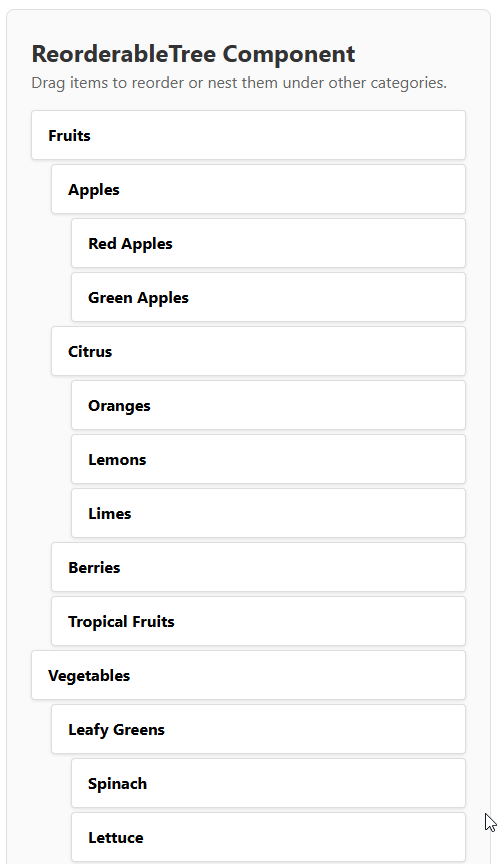 ReorderableTree Component
Drag items to reorder or nest them under other categories.
Fruits
Apples
Red Apples
Green Apples
Citrus
Oranges
Lemons
Limes
Berries
Tropical Fruits
Vegetables
Leafy Greens
Spinach
Lettuce